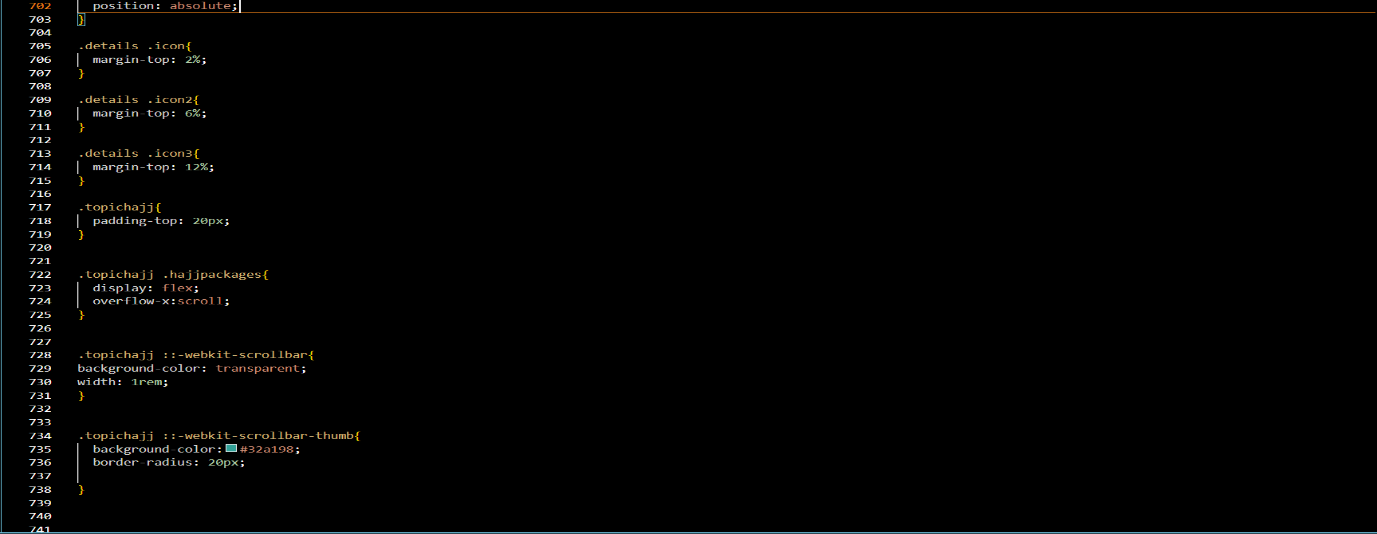 702 position: absolute;
703 }
704
705 .details .icon{
706 margin-top: 2%;
707 }
708
709 .details .icon2{
710 margin-top: 6%;
711 }
712
713 .details .icon3{
714 margin-top: 12%;
715 }
716
717 .topichajj{
718 padding-top: 20px;
719 }
720
721
722 .topichajj .hajjpackages{
723 display: flex;
724 overflow-x:scroll;
725 }
726
727
728 .topichajj ::-webkit-scrollbar{
729 background-color: transparent;
730 width: 1rem;
731 }
732
733
734 .topichajj ::-webkit-scrollbar-thumb{
735 background-color: #32a198;
736 border-radius: 20px;
737
738 }
739
740
741